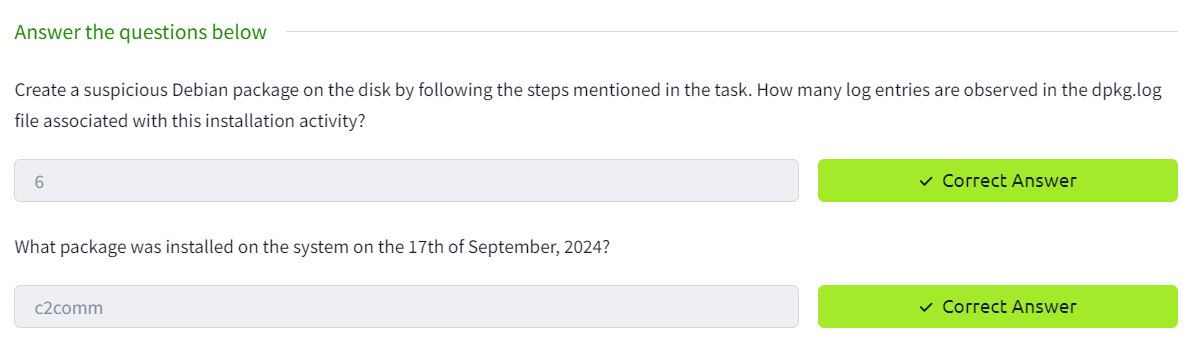 Answer the questions below
Create a suspicious Debian package on the disk by following the steps mentioned in the task. How many log entries are observed in the dpkg.log
file associated with this installation activity?
6
✓ Correct Answer
What package was installed on the system on the 17th of September, 2024?
c2comm
✓ Correct Answer